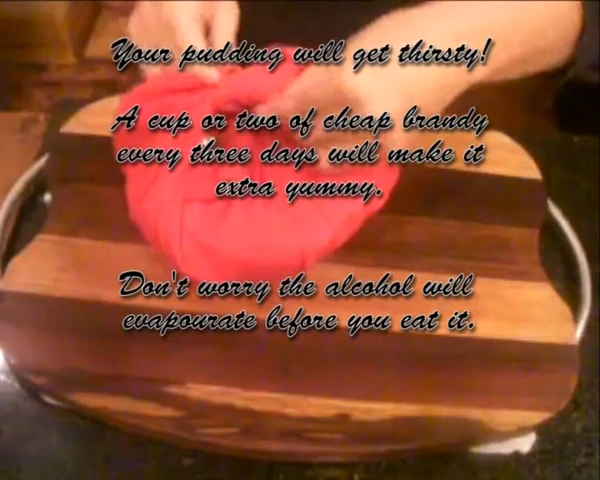 Your pudding will get thirsty!
A cup or two of cheap brandy
every three days will make it
extra yummy.
Don't worry the alcohol will
evapourate before you eat it.